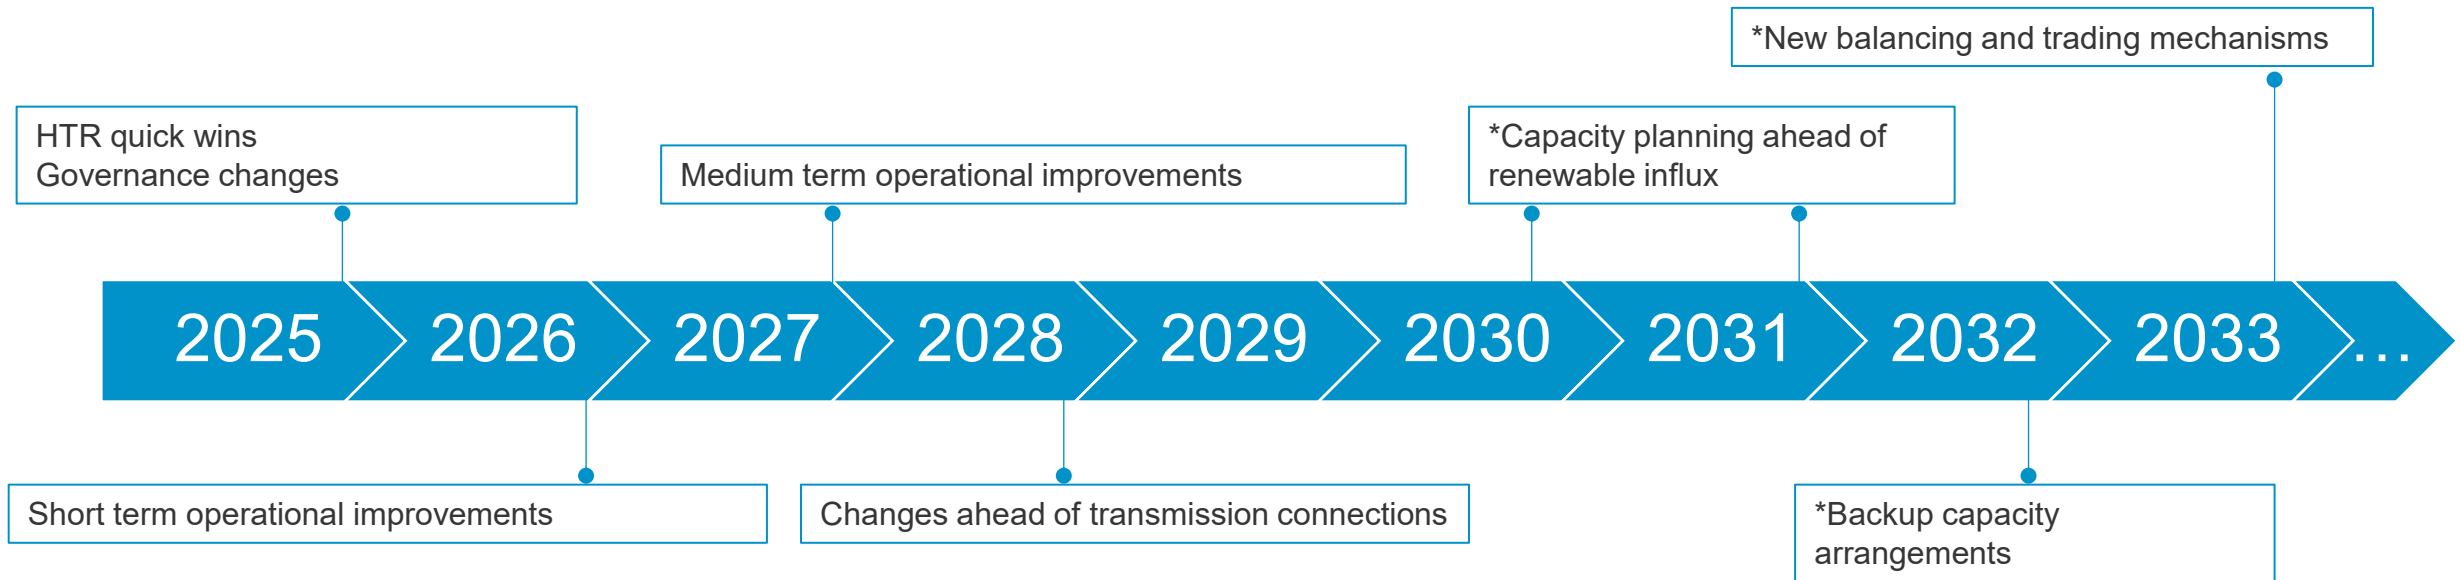 *New balancing and trading mechanisms
HTR quick wins
Governance changes
Medium term operational improvements
*Capacity planning ahead of
renewable influx
2025 2026 2027 2028 2029 2030 2031 2032 2033 ...
Short term operational improvements
Changes ahead of transmission connections
*Backup capacity
arrangements